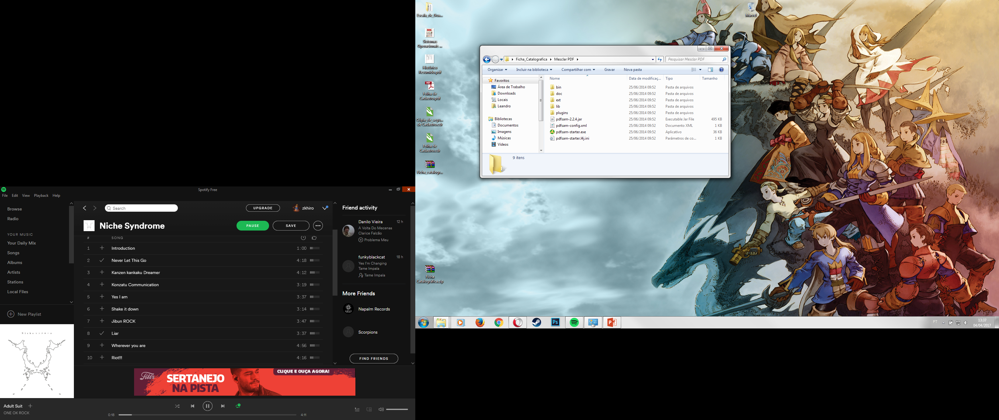 Spotify Free
File Edit View Playback Help
Browse
Radio
YOUR MUSIC
Your Daily Mix
Songs
Albums
Artists
Stations
Local Files
New Playlist
Search
UPGRADE
zkhiro
Niche Syndrome
PAUSE
SAVE
# SONG
1 Introduction 1:00
2 Never Let This Go 4:18
3 Kanzen kankaku Dreamer 4:12
4 Konzatu Communication 3:19
5 Yes I am 3:37
6 Shake it down 3:14
7 Jibun ROCK 3:47
8 Liar 3:37
9 Wherever you are 4:56
10 Riot!!! 4:16
Friend activity
Danilo Vieira 12 h
A Volta Do Mecenas
Clarice Falcão
Problema Meu
funkyblackcat 18 h
Yes I'm Changing
Tame Impala
Tame Impala
More Friends
Napalm Records
Scorpions
FIND FRIENDS
Filtr
SERTANEJO
NA PISTA
CLIQUE E OUÇA AGORA!
Adult Suit
ONE OK ROCK
0:18
4:11
Escala_de_Gua...
Sistemas
Operacionais ...
Histórico
Resumido.pdf
PDF
Folha de
Cadastro.pdf
Cópia_de_segu...
de Cadastro.cdr
Folha de
Cadastro.cdr
Ficha_catalogr...
Ficha
Catalográfica.zip
Marvel
Ficha_Catalografica Mesclar PDF
Pesquisar Mesclar PDF
Organizar Incluir na biblioteca Compartilhar com Gravar Nova pasta
Favoritos
Área de Trabalho
Downloads
Locais
Leandro
Bibliotecas
Documentos
Imagens
Músicas
Vídeos
Nome Data de modificaç... Tipo Tamanho
bin 25/06/2014 09:52 Pasta de arquivos
doc 25/06/2014 09:52 Pasta de arquivos
ext 25/06/2014 09:52 Pasta de arquivos
lib 25/06/2014 09:52 Pasta de arquivos
plugins 25/06/2014 09:52 Pasta de arquivos
pdfsam-2.2.4.jar 25/06/2014 09:52 Executable Jar File 495 KB
pdfsam-config.xml 25/06/2014 09:52 Documento XML 1 KB
pdfsam-starter.exe 25/06/2014 09:52 Aplicativo 36 KB
pdfsam-starter.l4j.ini 25/06/2014 09:52 Parâmetros de co... 1 KB
9 itens
Ps
PT
13:37
04/04/2017